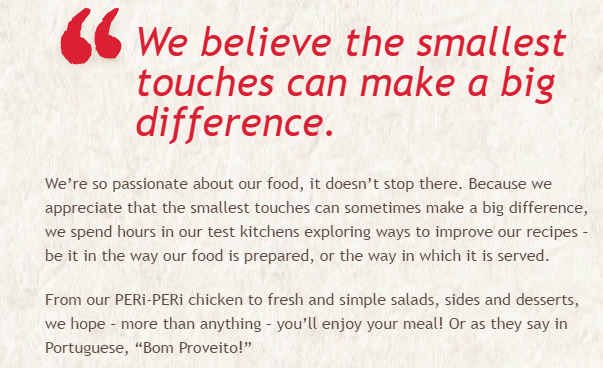 “
We believe the smallest
touches can make a big
difference.
We’re so passionate about our food, it doesn’t stop there. Because we
appreciate that the smallest touches can sometimes make a big difference,
we spend hours in our test kitchens exploring ways to improve our recipes –
be it in the way our food is prepared, or the way in which it is served.
From our PERi-PERi chicken to fresh and simple salads, sides and desserts,
we hope – more than anything – you’ll enjoy your meal! Or as they say in
Portuguese, “Bom Proveito!”